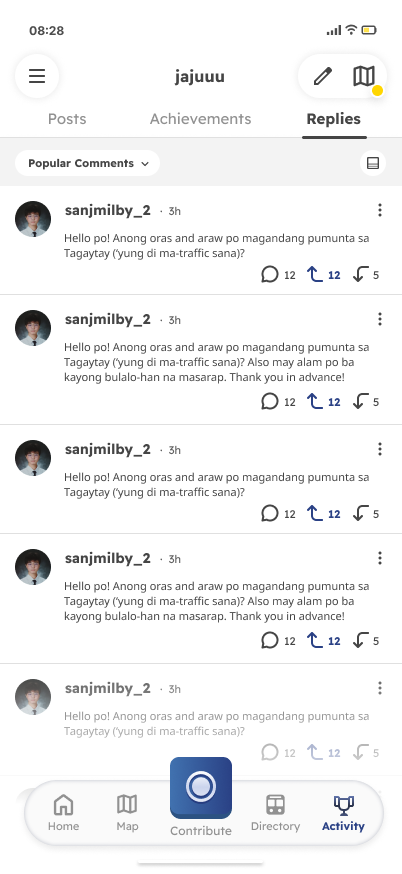 08:28
jajuuu
Posts Achievements Replies
Popular Comments
sanjmilby_2 · 3h
Hello po! Anong oras and araw po magandang pumunta sa
Tagaytay ('yung di ma-traffic sana)?
12 12 5
sanjmilby_2 · 3h
Hello po! Anong oras and araw po magandang pumunta sa
Tagaytay ('yung di ma-traffic sana)? Also may alam po ba
kayong bulalo-han na masarap. Thank you in advance!
12 12 5
sanjmilby_2 · 3h
Hello po! Anong oras and araw po magandang pumunta sa
Tagaytay ('yung di ma-traffic sana)?
12 12 5
sanjmilby_2 · 3h
Hello po! Anong oras and araw po magandang pumunta sa
Tagaytay ('yung di ma-traffic sana)? Also may alam po ba
kayong bulalo-han na masarap. Thank you in advance!
12 12 5
sanjmilby_2 · 3h
Hello po! Anong oras and araw po magandang pumunta sa
Tagaytay ('yung di ma-traffic sana)?
12 12 5
Home Map Contribute Directory Activity